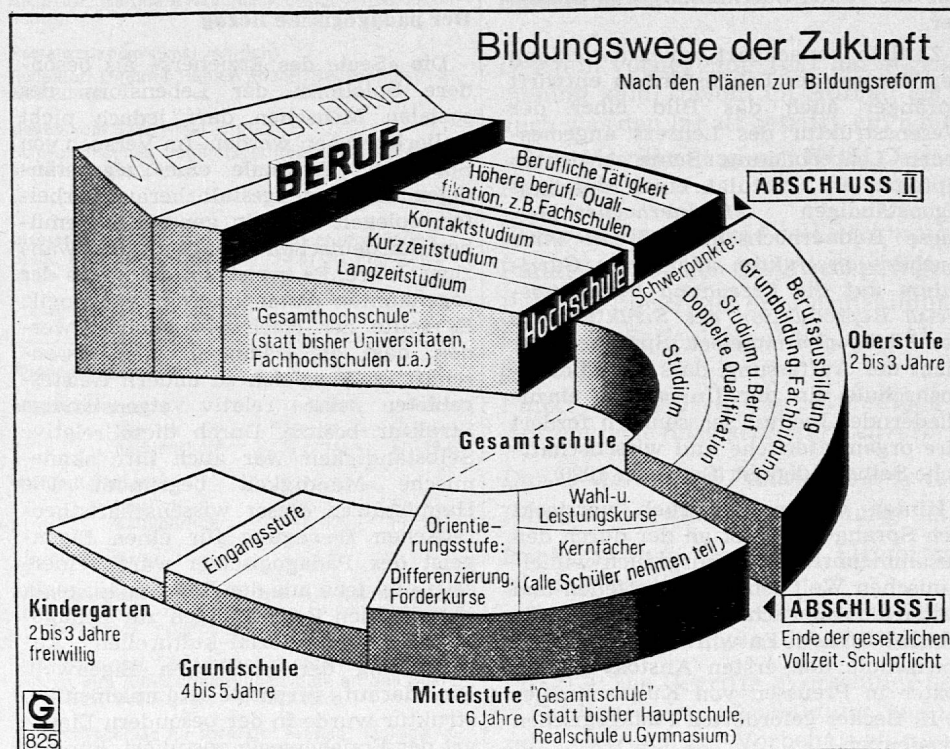 Bildungswege der Zukunft
Nach den Plänen zur Bildungsreform
WEITERBILDUNG
BERUF
Berufliche Tätigkeit
Höhere berufl. Quali-
fikation, z.B. Fachschulen
ABSCHLUSS II
Kontaktstudium
Kurzzeitstudium
Langzeitstudium
"Gesamthochschule"
(statt bisher Universitäten,
Fachhochschulen u.ä.)
Hochschule
Schwerpunkte:
Berufsausbildung
Grundbildung, Fachbildung
Studium u. Beruf
Doppelte Qualifikation
Studium
Oberstufe
2 bis 3 Jahre
Gesamtschule
Eingangsstufe
Orientie-
rungsstufe:
Differenzierung,
Förderkurse
Wahl- u.
Leistungskurse
Kernfächer
(alle Schüler nehmen teil)
Kindergarten
2 bis 3 Jahre
freiwillig
Grundschule
4 bis 5 Jahre
Mittelstufe "Gesamtschule"
6 Jahre (statt bisher Hauptschule,
Realschule u. Gymnasium)
ABSCHLUSS I
Ende der gesetzlichen
Vollzeit-Schulpflicht
G
825